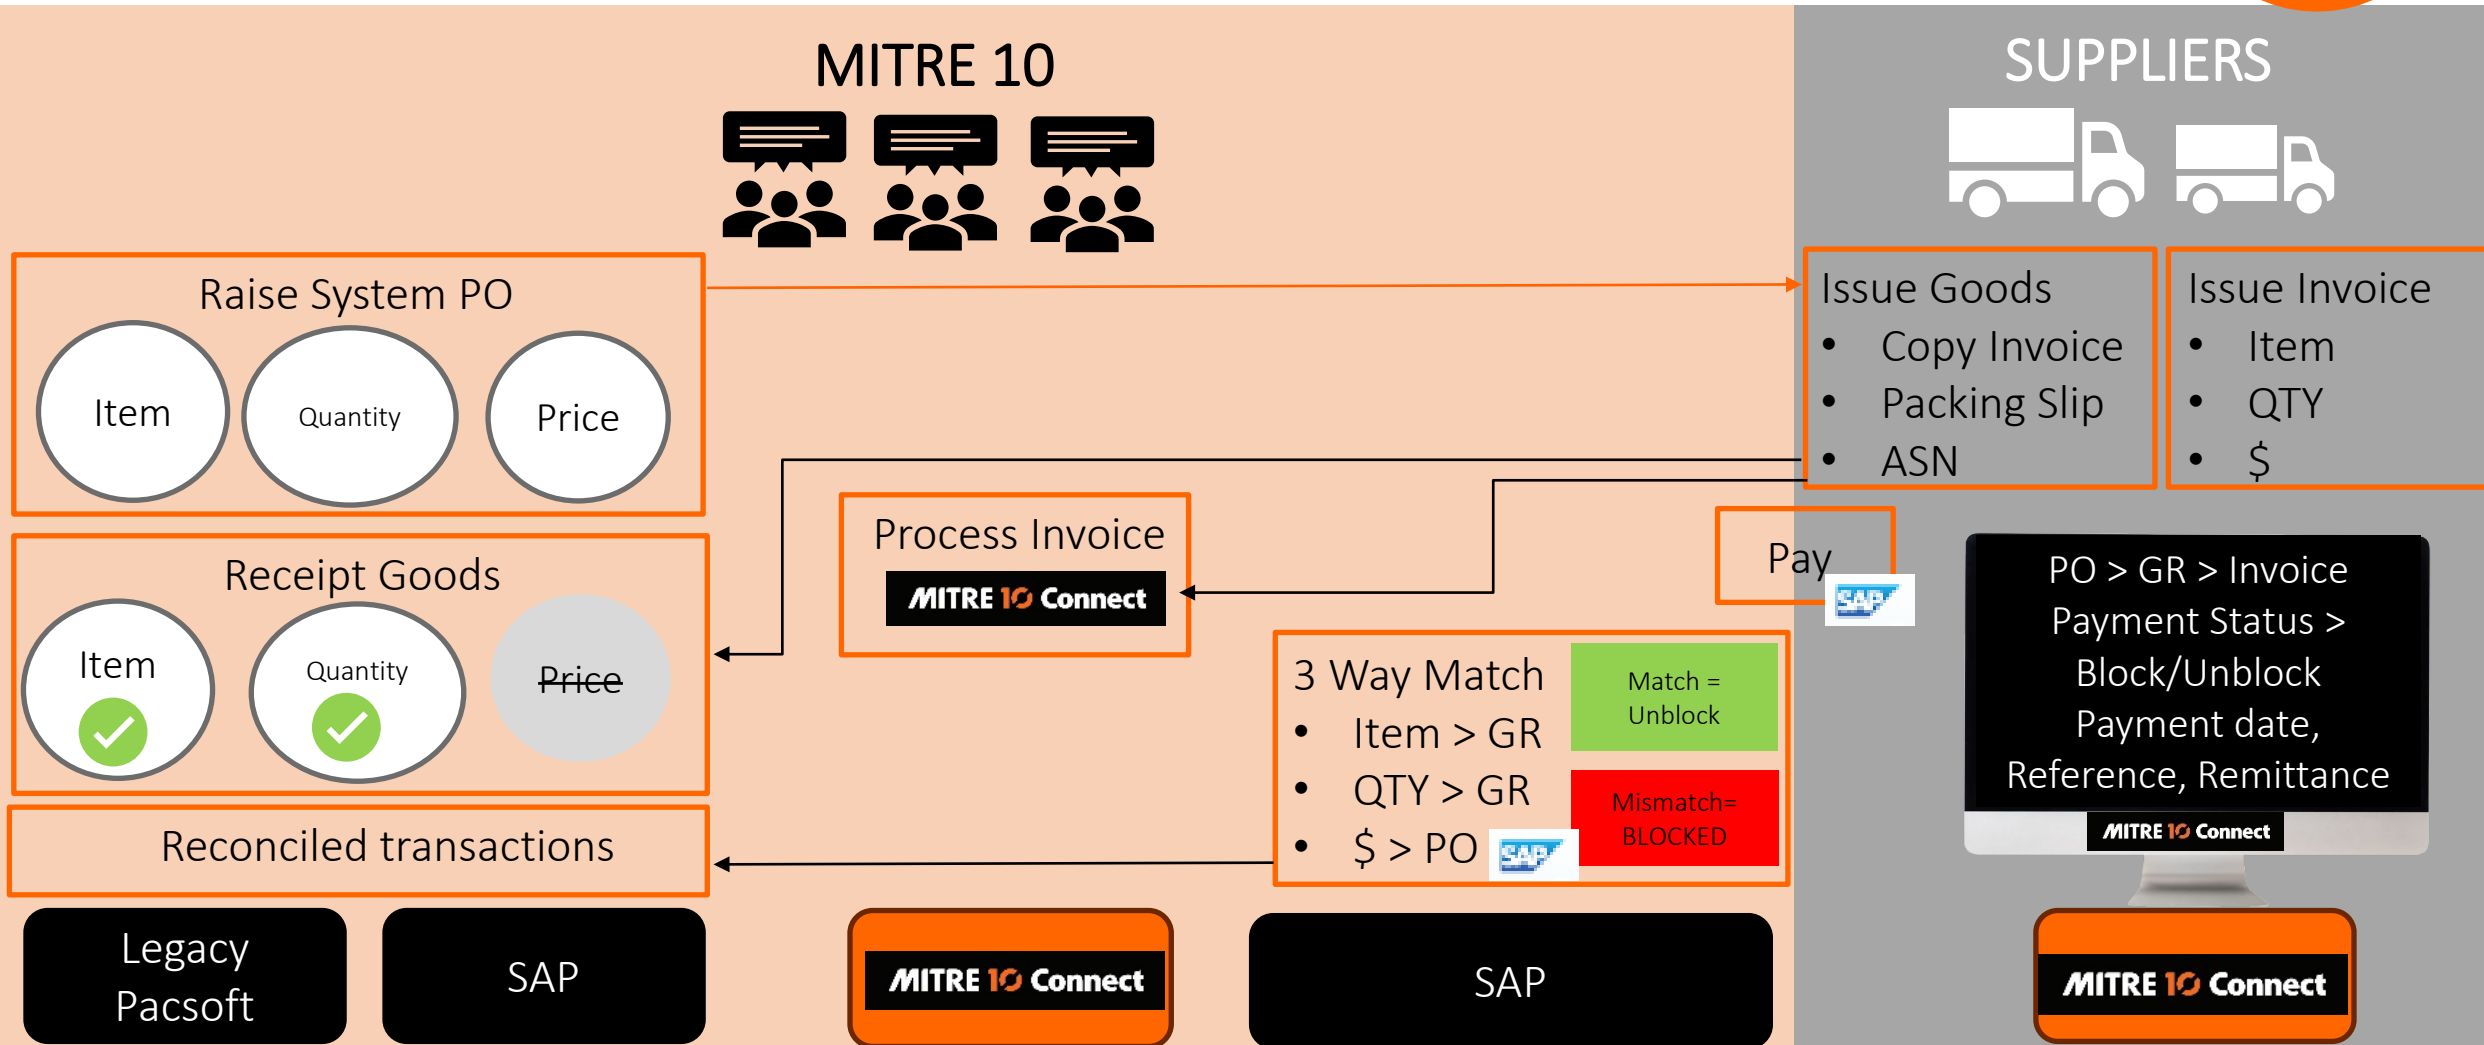 MITRE 10
SUPPLIERS
Raise System PO
Item
Quantity
Price
Issue Goods
• Copy Invoice
• Packing Slip
• ASN
Issue Invoice
• Item
• QTY
• $
Process Invoice
MITRE 10 Connect
Pay
SAP
Receipt Goods
Item
Quantity
Price
3 Way Match
• Item > GR
• QTY > GR
• $ > PO
SAP
Match =
Unblock
Mismatch=
BLOCKED
PO > GR > Invoice
Payment Status >
Block/Unblock
Payment date,
Reference, Remittance
MITRE 10 Connect
Reconciled transactions
Legacy
Pacsoft
SAP
MITRE 10 Connect
SAP
MITRE 10 Connect